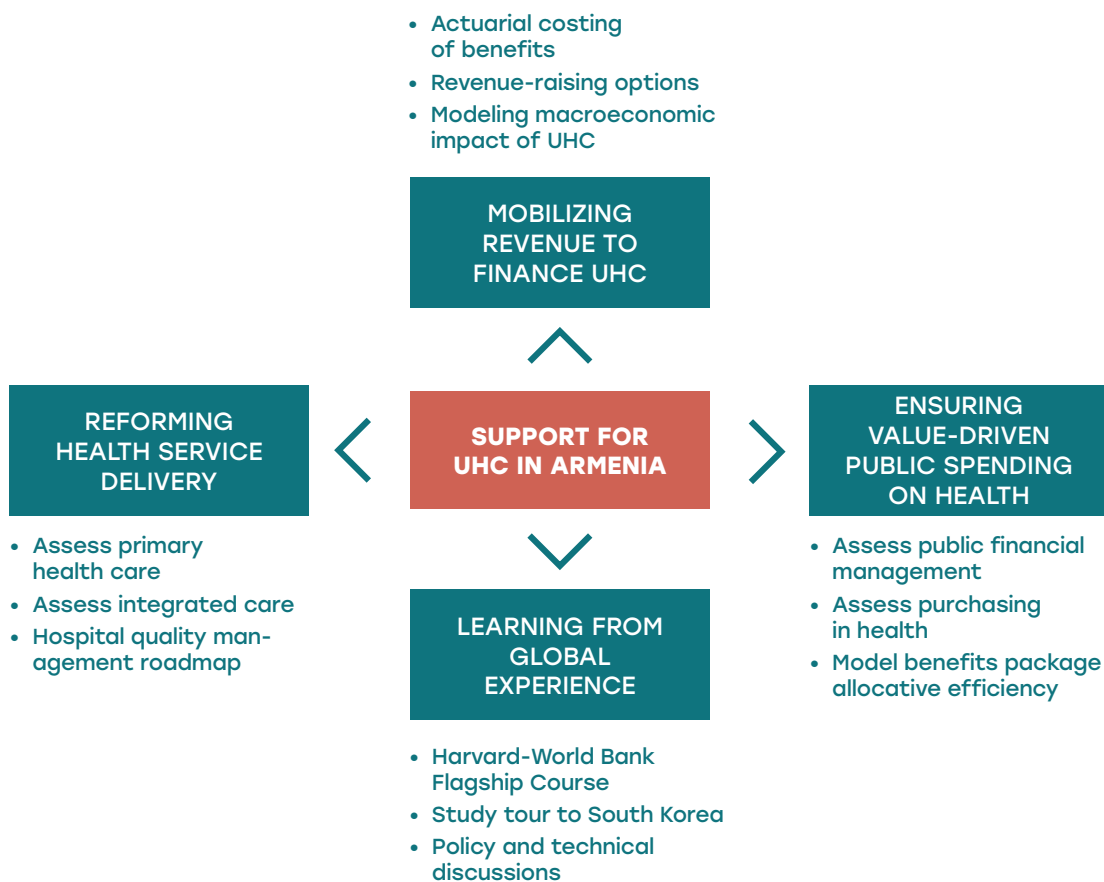 • Actuarial costing
of benefits
• Revenue-raising options
• Modeling macroeconomic
impact of UHC
MOBILIZING
REVENUE TO
FINANCE UHC
REFORMING
HEALTH SERVICE
DELIVERY
• Assess primary
health care
• Assess integrated care
• Hospital quality man-
agement roadmap
SUPPORT FOR
UHC IN ARMENIA
ENSURING
VALUE-DRIVEN
PUBLIC SPENDING
ON HEALTH
• Assess public financial
management
• Assess purchasing
in health
• Model benefits package
allocative efficiency
LEARNING FROM
GLOBAL
EXPERIENCE
• Harvard-World Bank
Flagship Course
• Study tour to South Korea
• Policy and technical
discussions